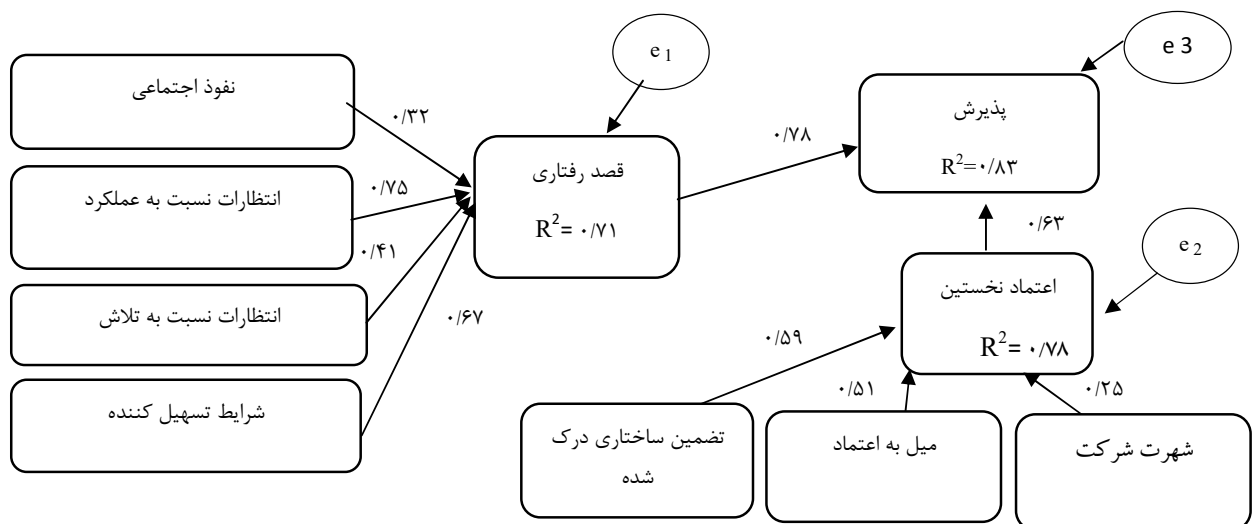 نفوذ اجتماعی
انتظارات نسبت به عملکرد
انتظارات نسبت به تلاش
شرایط تسهیل کننده
۰/۳۲
۰/۷۵
۰/۴۱
۰/۶۷
e 1
قصد رفتاری
R2= ۰/۷۱
۰/۷۸
e 3
پذیرش
R2=۰/۸۳
۰/۶۳
e 2
اعتماد نخستین
R2= ۰/۷۸
۰/۵۹
۰/۵۱
۰/۲۵
تضمین ساختاری درک
شده
میل به اعتماد
شهرت شرکت